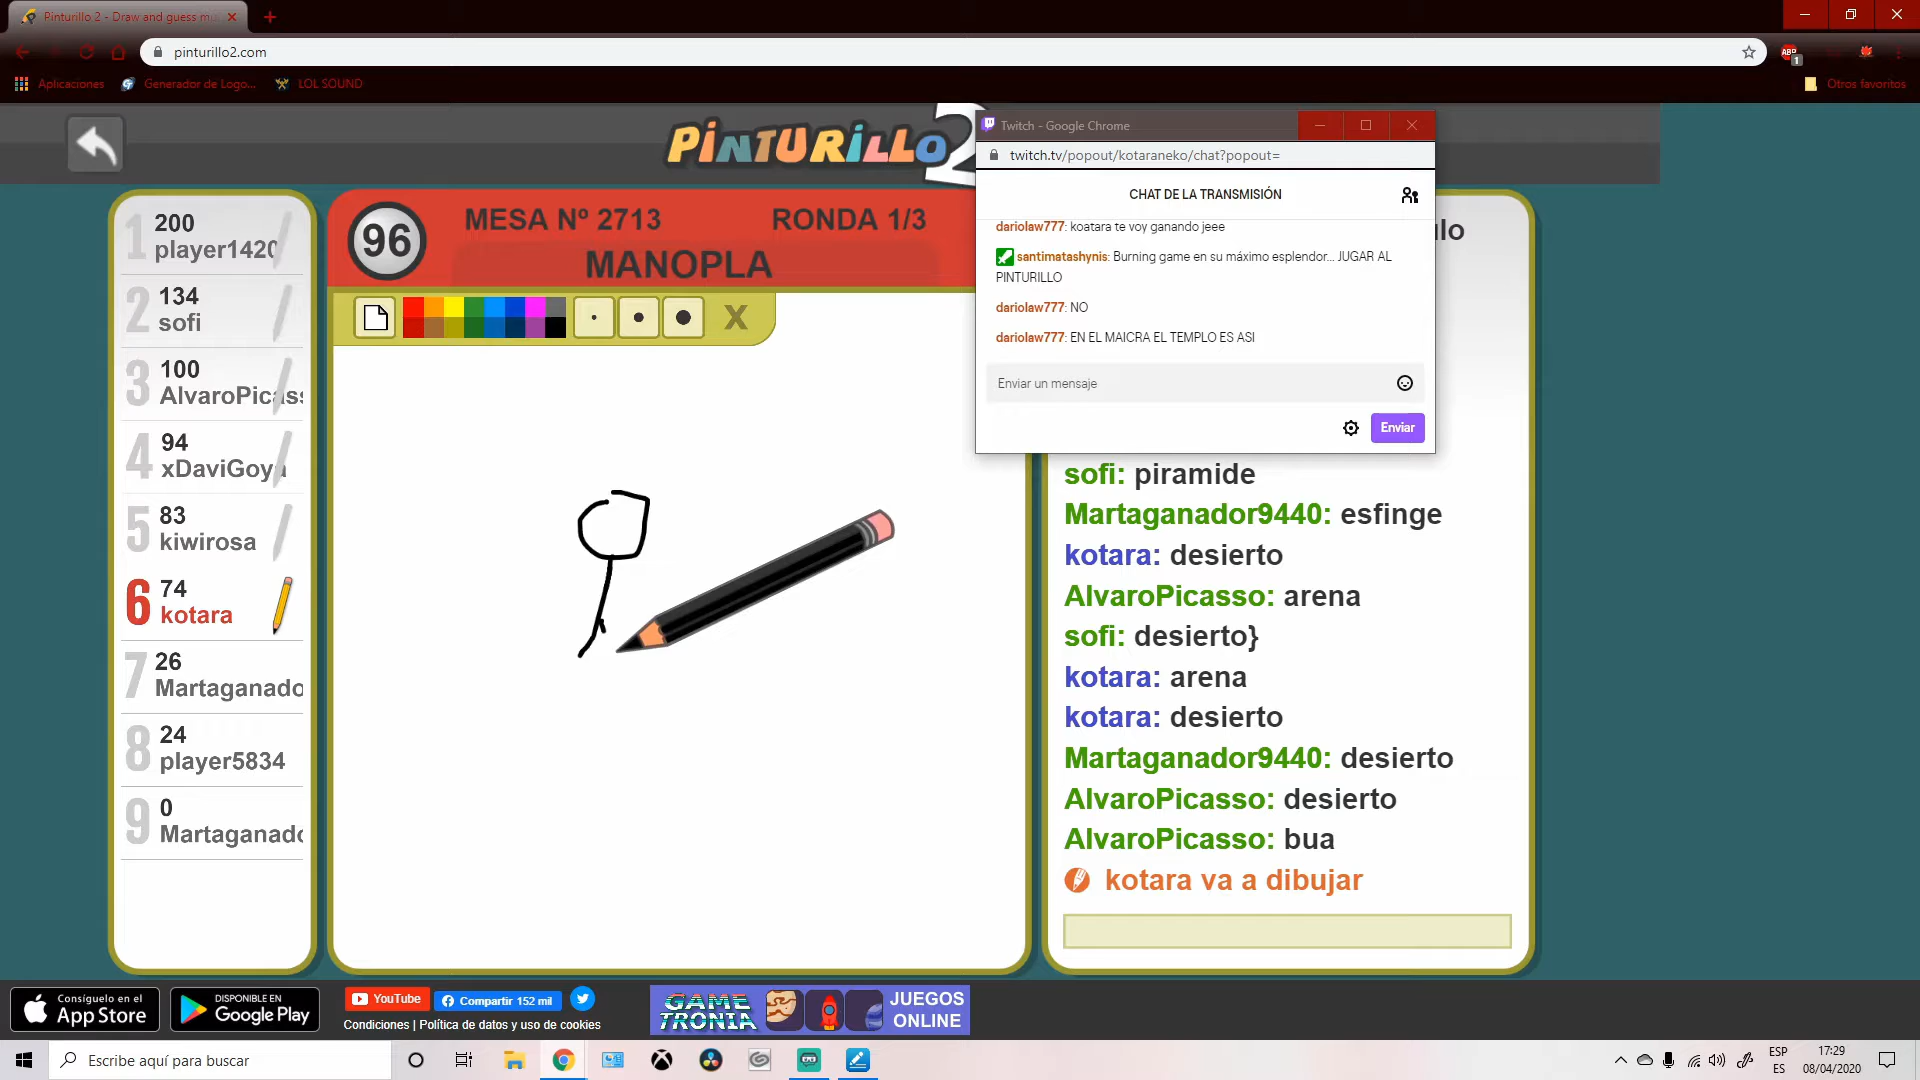 Pinturillo 2 - Draw and guess mu
pinturillo2.com
ABP
1
Aplicaciones
Generador de Logo...
LOL SOUND
Otros favoritos
PiNTURiLLO 2
Twitch - Google Chrome
twitch.tv/popout/kotaraneko/chat?popout=
CHAT DE LA TRANSMISIÓN
dariolaw777: koatara te voy ganando jeee
santimatashynis: Burning game en su máximo esplendor... JUGAR AL
PINTURILLO
dariolaw777: NO
dariolaw777: EN EL MAICRA EL TEMPLO ES ASI
Enviar un mensaje
Enviar
1 200
player1420
2 134
sofi
3 100
AlvaroPicass
4 94
xDaviGoya
5 83
kiwirosa
6 74
kotara
7 26
Martaganado
8 24
player5834
9 0
Martaganado
96
MESA Nº 2713
RONDA 1/3
MANOPLA
X
lo
sofi: piramide
Martaganador9440: esfinge
kotara: desierto
AlvaroPicasso: arena
sofi: desierto}
kotara: arena
kotara: desierto
Martaganador9440: desierto
AlvaroPicasso: desierto
AlvaroPicasso: bua
kotara va a dibujar
Consíguelo en el
App Store
DISPONIBLE EN
Google Play
YouTube
Compartir 152 mil
Condiciones | Política de datos y uso de cookies
GAME
TRONIA
JUEGOS
ONLINE
Escribe aquí para buscar
ESP
ES
17:29
08/04/2020